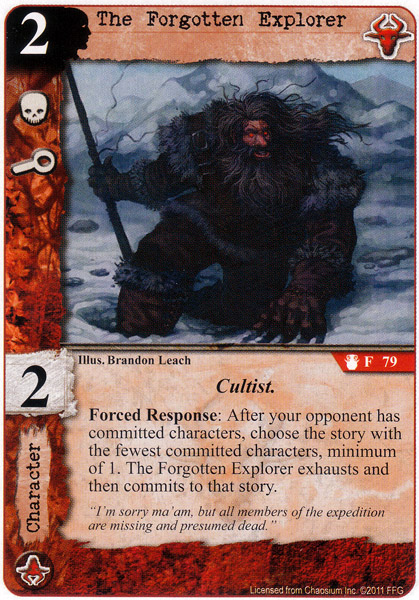 2
The Forgotten Explorer
Illus. Brandon Leach
F 79
2
Character
Cultist.
Forced Response: After your opponent has
committed characters, choose the story with
the fewest committed characters, minimum
of 1. The Forgotten Explorer exhausts and
then commits to that story.
"I'm sorry ma'am, but all members of the expedition
are missing and presumed dead."
Licensed from Chaosium Inc. ©2011 FFG